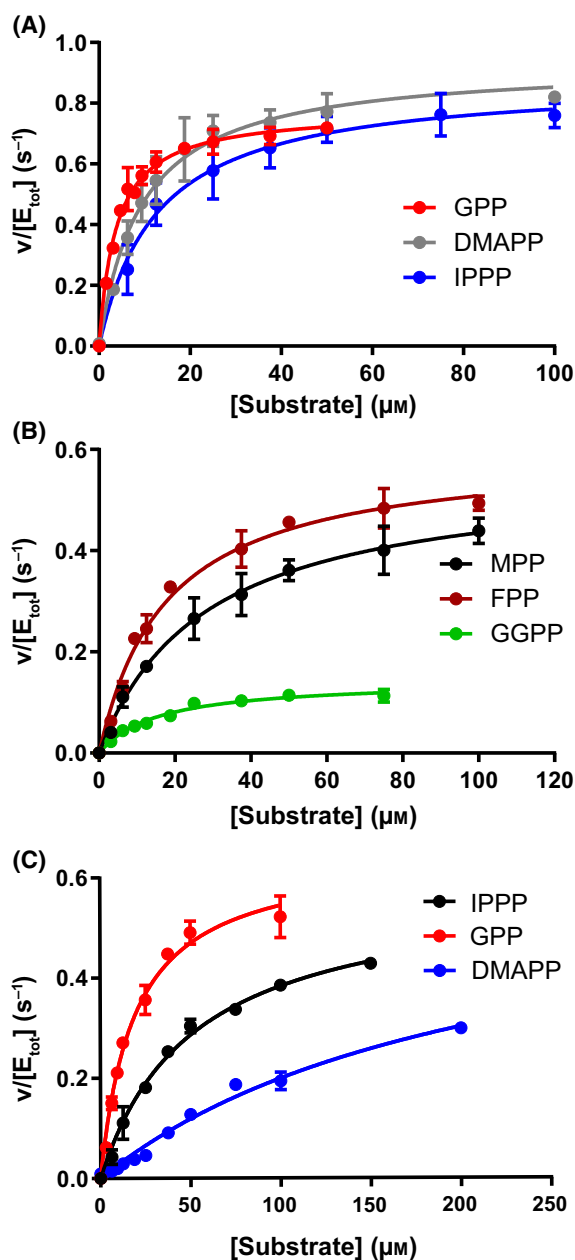 (A)
v/[E_tot] (s⁻¹)
1.0
0.8
0.6
0.4
0.2
0.0
GPP
DMAPP
IPPP
0 20 40 60 80 100
[Substrate] (µM)
(B)
v/[E_tot] (s⁻¹)
0.6
0.4
0.2
0.0
MPP
FPP
GGPP
0 20 40 60 80 100 120
[Substrate] (µM)
(C)
v/[E_tot] (s⁻¹)
0.6
0.4
0.2
0.0
IPPP
GPP
DMAPP
0 50 100 150 200 250
[Substrate] (µM)